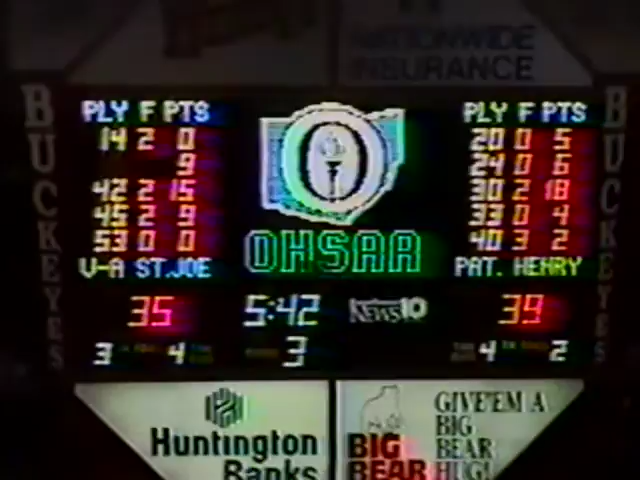 NATIONWIDE
INSURANCE
BUCKEYES
PLY F PTS
14 2 0
9
42 2 15
45 2 9
53 0 0
V-A ST.JOE
OHSAA
PLY F PTS
20 0 5
24 0 6
30 2 18
33 0 4
40 3 2
PAT. HENRY
BUCKEYES
35
5:42
NEWS10
39
3
4
3
4
2
Huntington
Banks
BIG
BEAR
GIVE'EM A
BIG
BEAR
HUG!